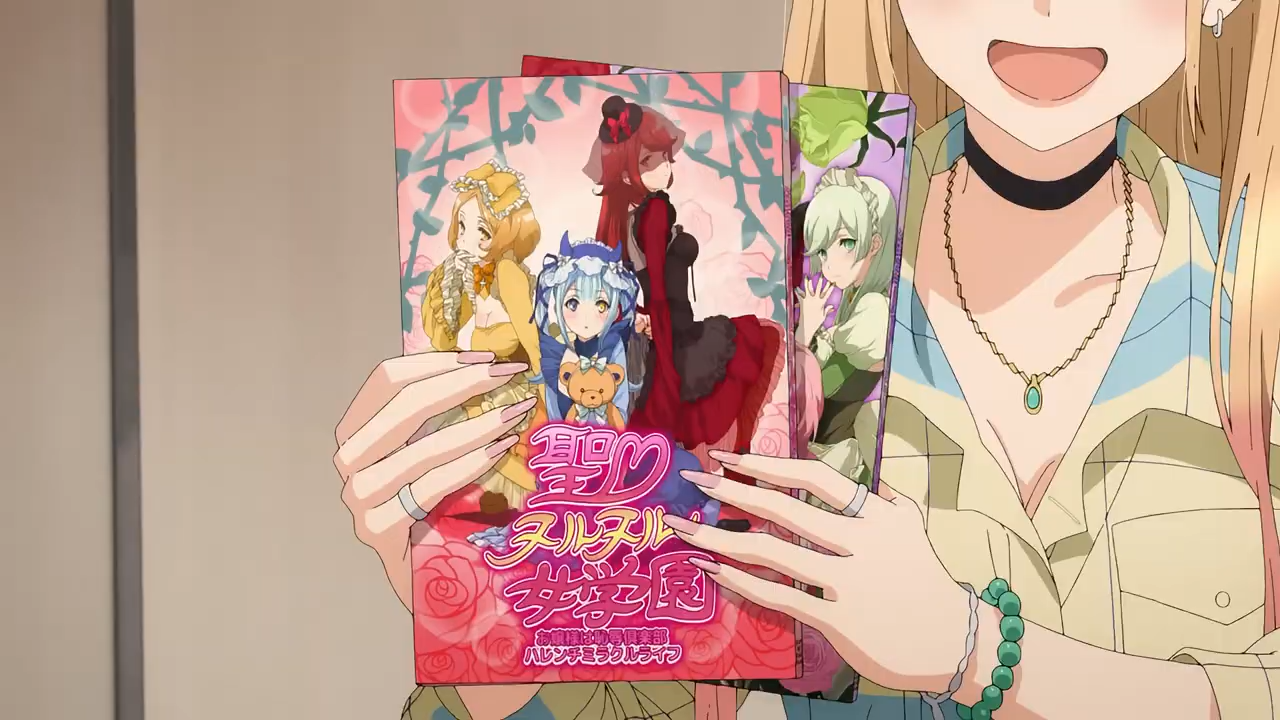 聖♡
ヌルヌル
女学園
お嬢様は恥辱倶楽部
ハレンチミラクルライフ